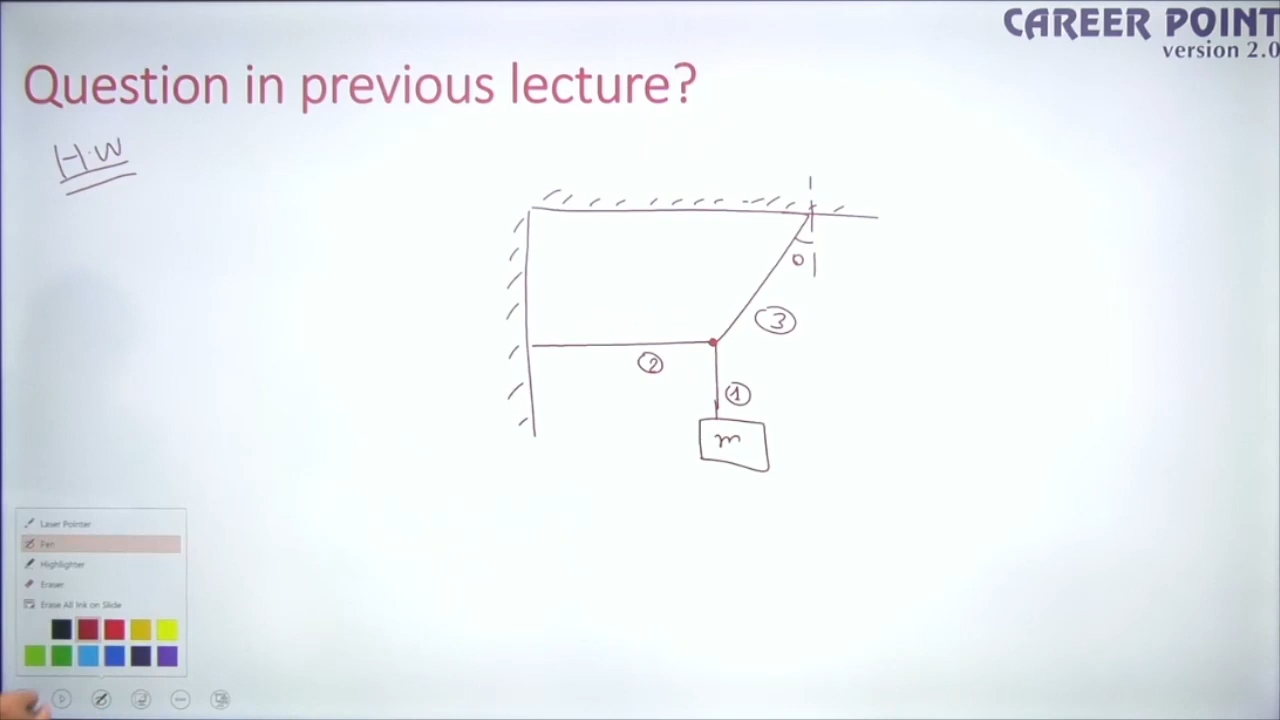 CAREER POINT
version 2.0
Question in previous lecture?
H.W
θ
3
2
1
m
Laser Pointer
Pen
Highlighter
Eraser
Erase All Ink on Slide